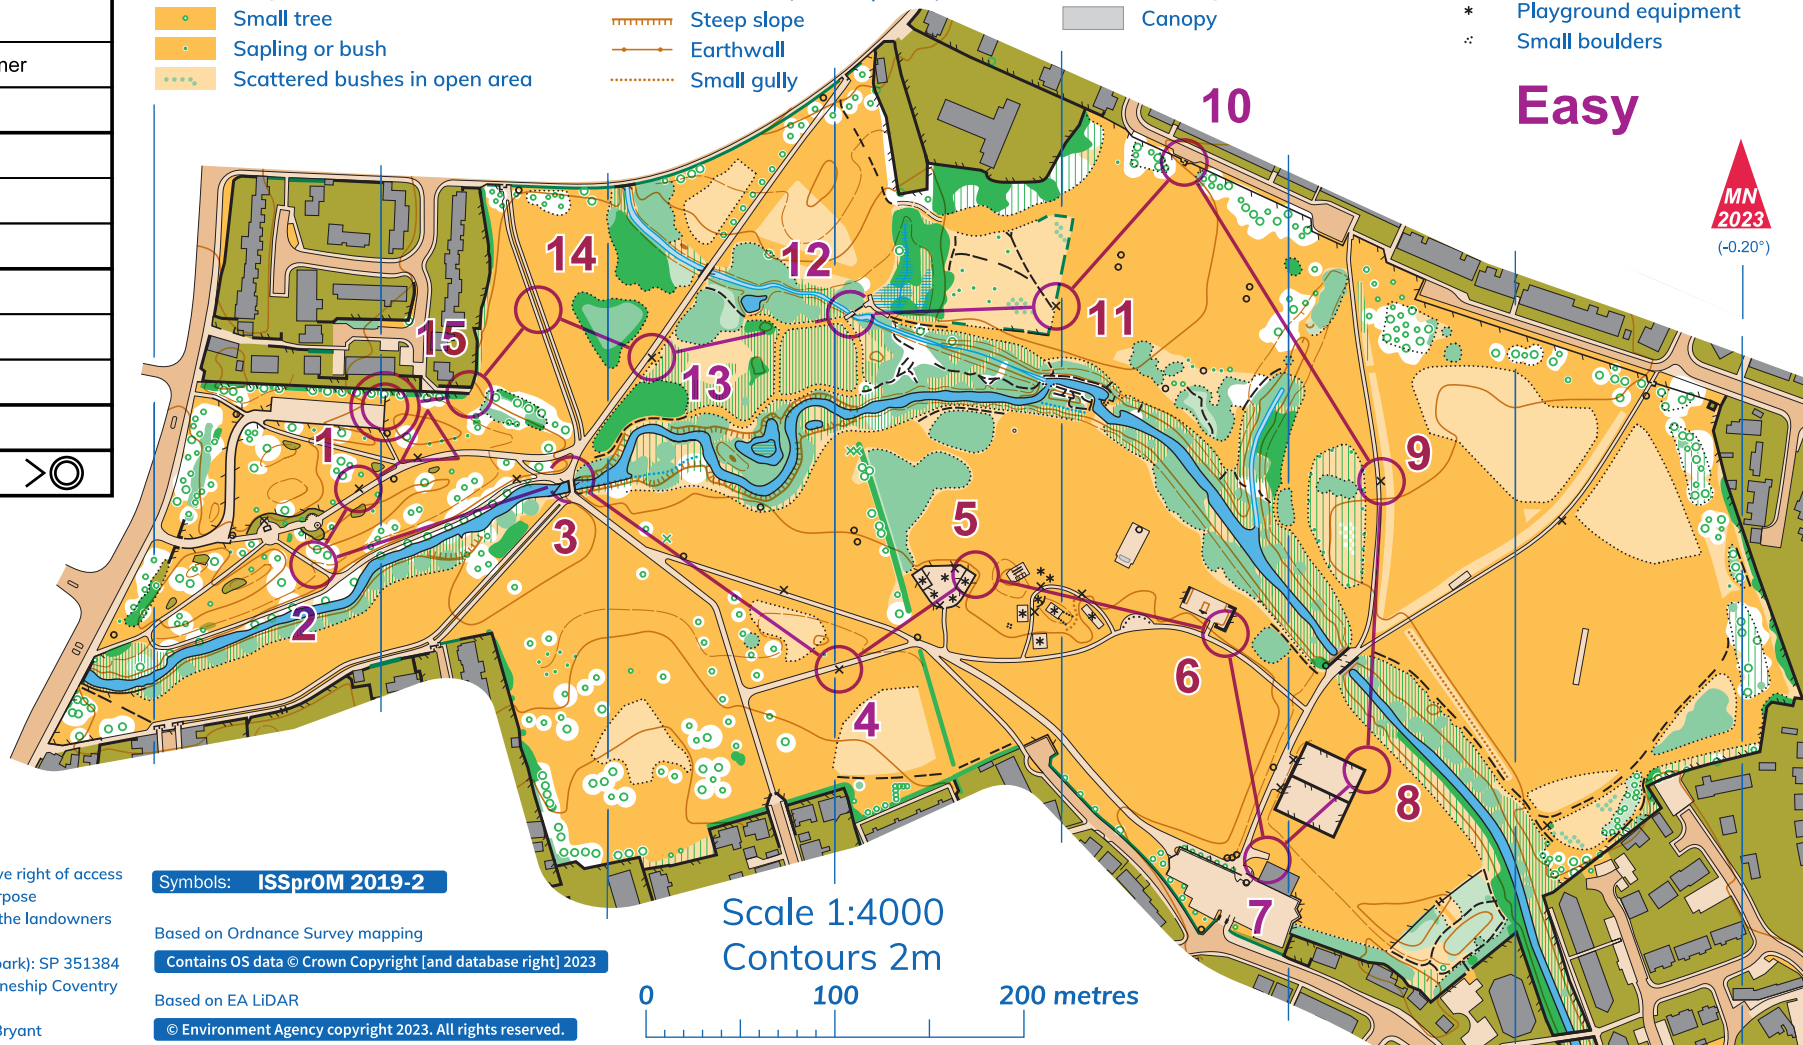 Small tree
Sapling or bush
Scattered bushes in open area
Steep slope
Earthwall
Small gully
Canopy
* Playground equipment
Small boulders
Easy
MN
2023
(-0.20°)
10
14
12
11
15
13
1
9
5
3
2
6
4
8
7
ve right of access
the landowners
park): SP 351384
neship Coventry
Bryant
Symbols: ISSprOM 2019-2
Based on Ordnance Survey mapping
Contains OS data © Crown Copyright [and database right] 2023
Based on EA LiDAR
© Environment Agency copyright 2023. All rights reserved.
Scale 1:4000
Contours 2m
0 100 200 metres